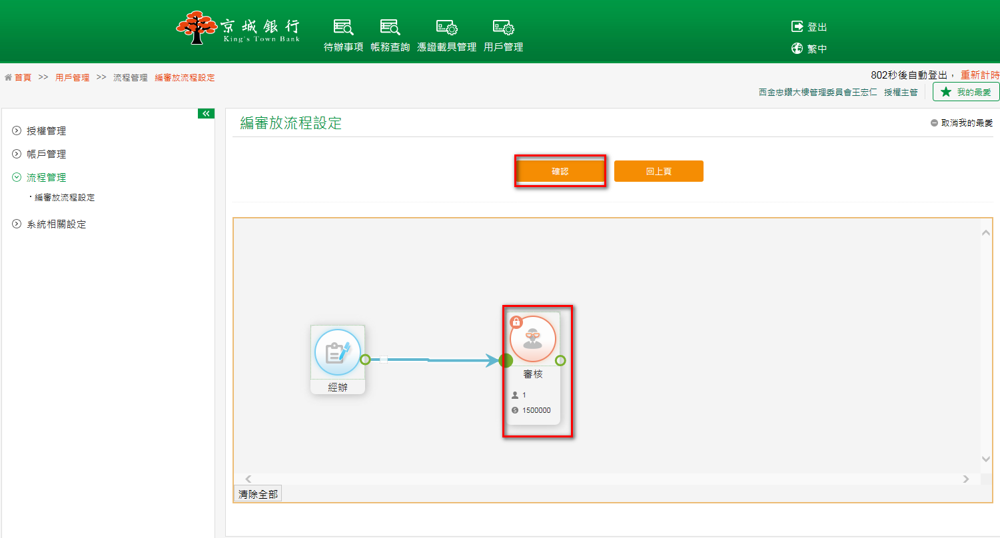 京城銀行
King's Town Bank
待辦事項 帳務查詢 憑證載具管理 用戶管理
登出
繁中
首頁 >> 用戶管理 >> 流程管理 編審放流程設定
802秒後自動登出， 重新計時
西金忠鑽大樓管理委員會王宏仁 授權主管 我的最愛
授權管理
帳戶管理
流程管理
編審放流程設定
系統相關設定
編審放流程設定
取消我的最愛
確認 回上頁
經辦
審核
1
1500000
清除全部